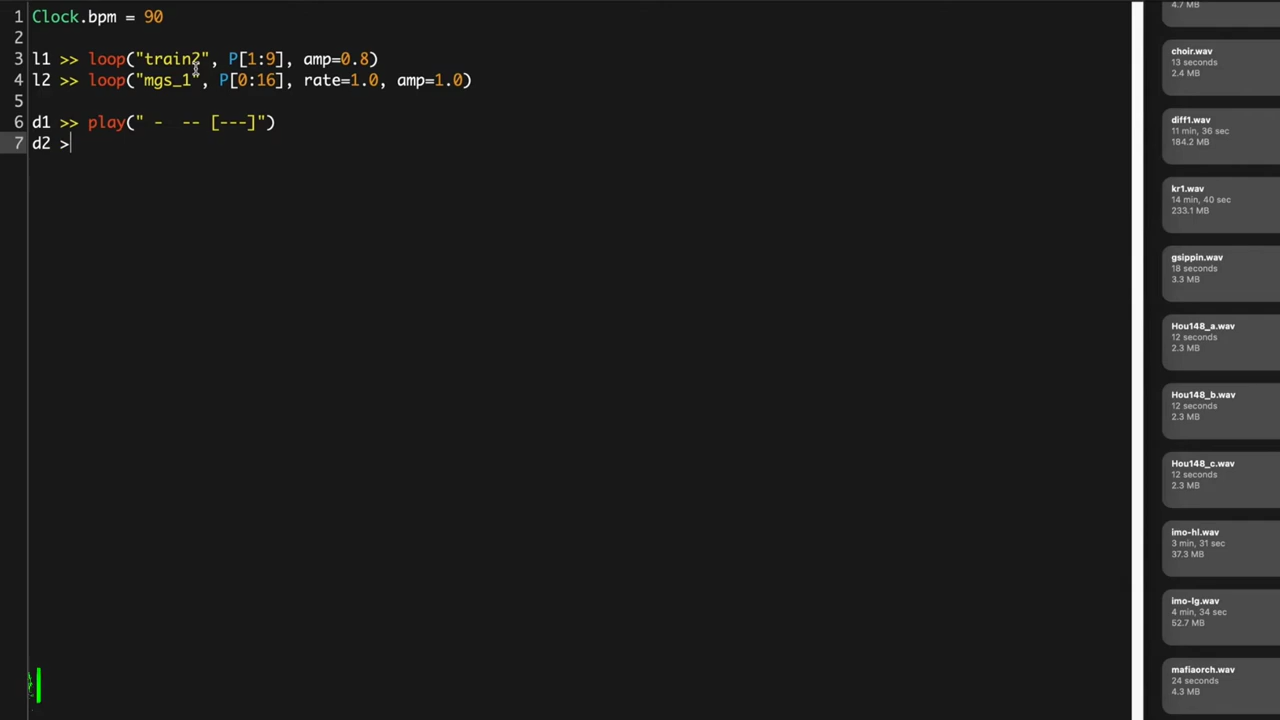 1 Clock.bpm = 90
2
3 l1 >> loop("train2", P[1:9], amp=0.8)
4 l2 >> loop("mgs_1", P[0:16], rate=1.0, amp=1.0)
5
6 d1 >> play(" -  -- [---]")
7 d2 >
4.7 MB
choir.wav
13 seconds
2.4 MB
diff1.wav
11 min, 36 sec
184.2 MB
kr1.wav
14 min, 40 sec
233.1 MB
gsippin.wav
18 seconds
3.3 MB
Hou148_a.wav
12 seconds
2.3 MB
Hou148_b.wav
12 seconds
2.3 MB
Hou148_c.wav
12 seconds
2.3 MB
imo-hl.wav
3 min, 31 sec
37.3 MB
imo-lg.wav
4 min, 34 sec
52.7 MB
mafiaorch.wav
24 seconds
4.3 MB